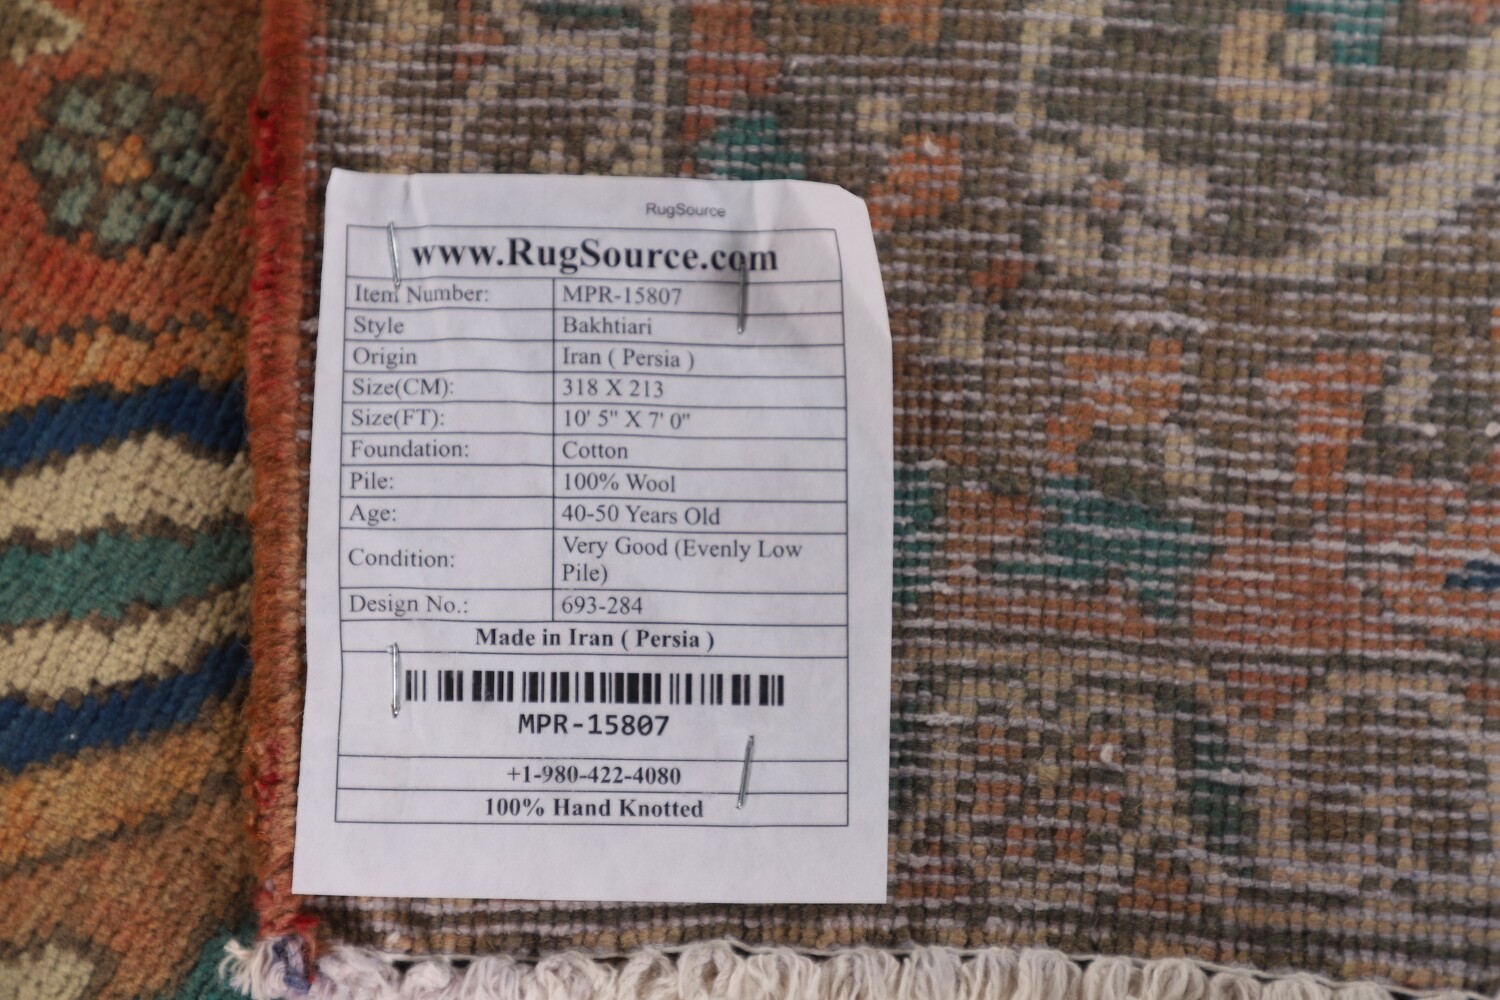 RugSource
www.RugSource.com
Item Number: MPR-15807
Style Bakhtiari
Origin Iran ( Persia )
Size(CM): 318 X 213
Size(FT): 10' 5" X 7' 0"
Foundation: Cotton
Pile: 100% Wool
Age: 40-50 Years Old
Condition: Very Good (Evenly Low
Pile)
Design No.: 693-284
Made in Iran ( Persia )
MPR-15807
+1-980-422-4080
100% Hand Knotted